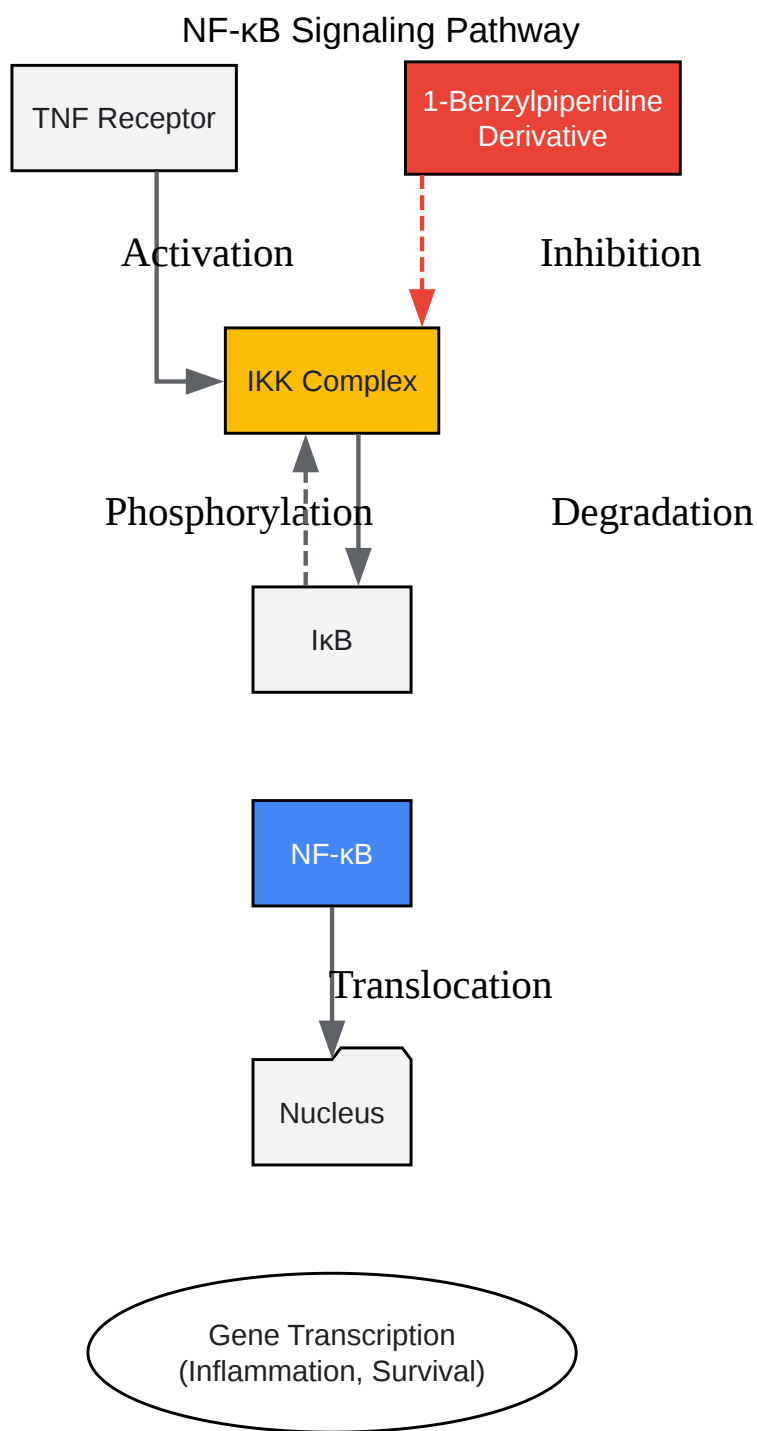 NF-κB Signaling Pathway
TNF Receptor
1-Benzylpiperidine
Derivative
Activation
Inhibition
IKK Complex
Phosphorylation
Degradation
IκB
NF-κB
Translocation
Nucleus
Gene Transcription
(Inflammation, Survival)